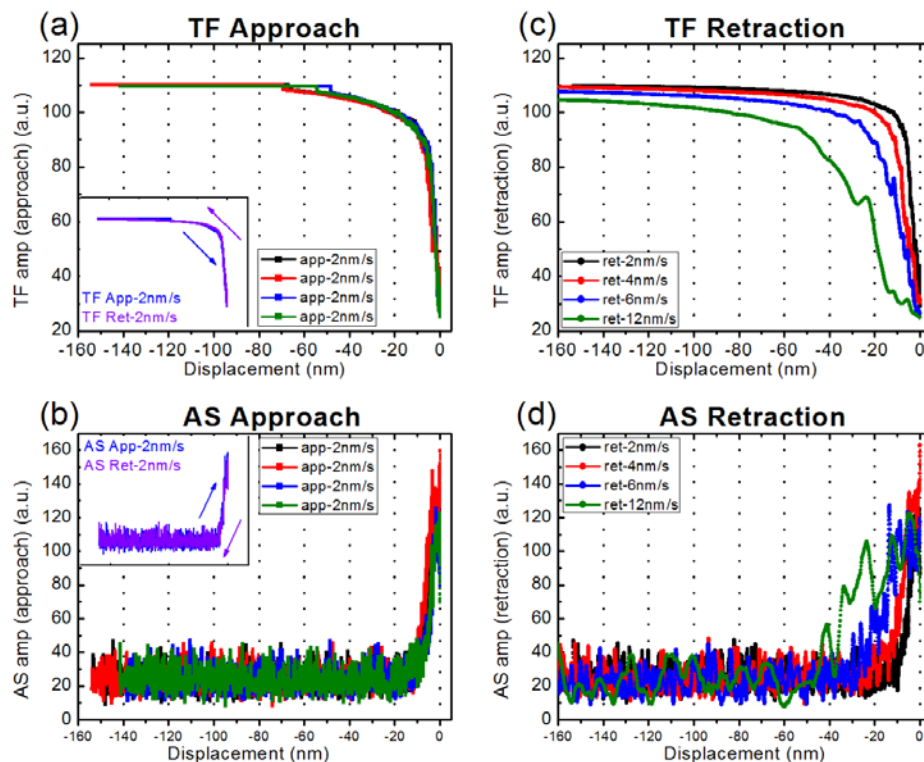 (a) TF Approach
TF amp (approach) (a.u.)
120
100
80
60
40
20
TF App-2nm/s
TF Ret-2nm/s
app-2nm/s
app-2nm/s
app-2nm/s
app-2nm/s
-160 -140 -120 -100 -80 -60 -40 -20 0
Displacement (nm)
(c) TF Retraction
TF amp (retraction) (a.u.)
120
100
80
60
40
20
ret-2nm/s
ret-4nm/s
ret-6nm/s
ret-12nm/s
-160 -140 -120 -100 -80 -60 -40 -20 0
Displacement (nm)
(b) AS Approach
AS amp (approach) (a.u.)
160
140
120
100
80
60
40
20
0
AS App-2nm/s
AS Ret-2nm/s
app-2nm/s
app-2nm/s
app-2nm/s
app-2nm/s
-160 -140 -120 -100 -80 -60 -40 -20 0
Displacement (nm)
(d) AS Retraction
AS amp (retraction) (a.u.)
160
140
120
100
80
60
40
20
0
ret-2nm/s
ret-4nm/s
ret-6nm/s
ret-12nm/s
-160 -140 -120 -100 -80 -60 -40 -20 0
Displacement (nm)